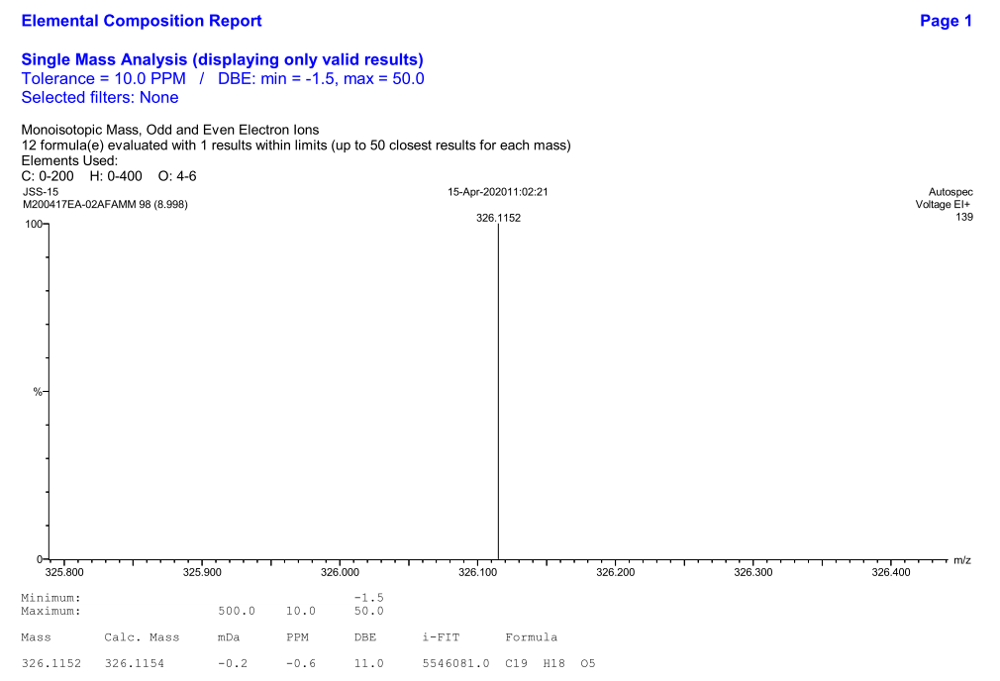 Elemental Composition Report Page 1
Single Mass Analysis (displaying only valid results)
Tolerance = 10.0 PPM / DBE: min = -1.5, max = 50.0
Selected filters: None
Monoisotopic Mass, Odd and Even Electron Ions
12 formula(e) evaluated with 1 results within limits (up to 50 closest results for each mass)
Elements Used:
C: 0-200 H: 0-400 O: 4-6
JSS-15 15-Apr-202011:02:21 Autospec
M200417EA-02AFAMM 98 (8.998) Voltage EI+
139
326.1152
100
%
0
325.800 325.900 326.000 326.100 326.200 326.300 326.400 m/z
Minimum: -1.5
Maximum: 500.0 10.0 50.0
Mass Calc. Mass mDa PPM DBE i-FIT Formula
326.1152 326.1154 -0.2 -0.6 11.0 5546081.0 C19 H18 O5